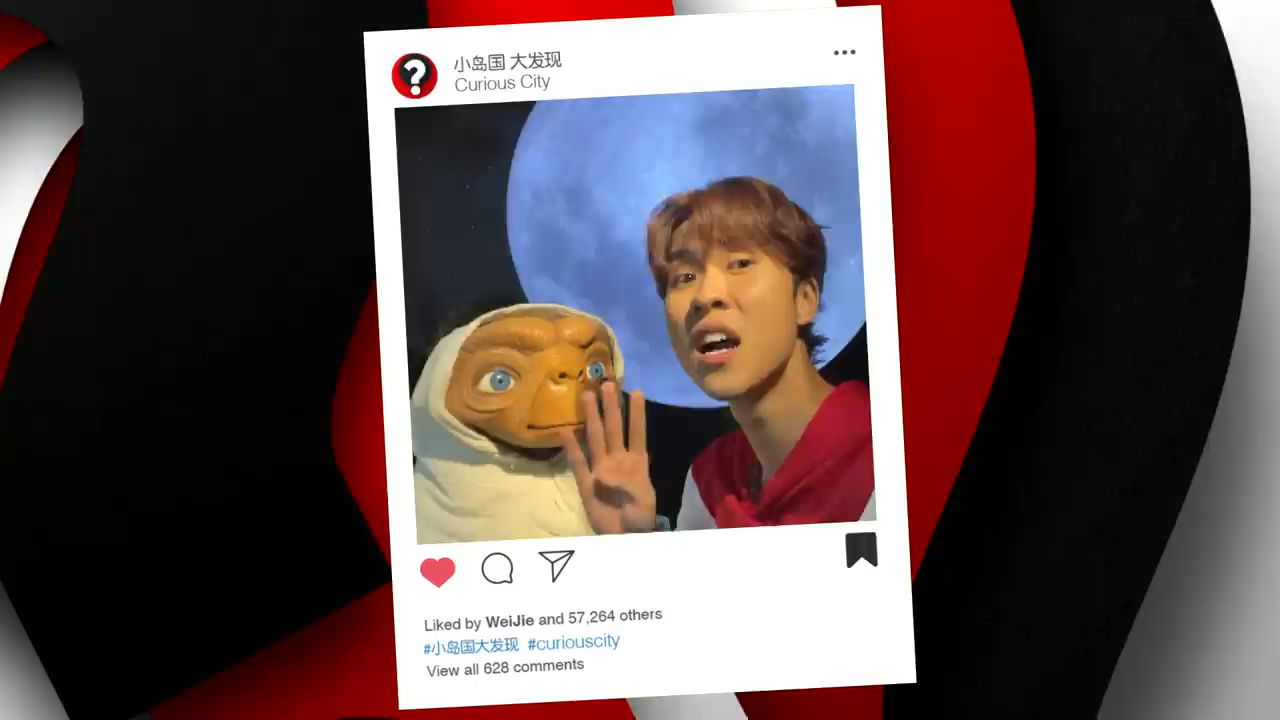 ?
小岛国 大发现
Curious City
Liked by WeiJie and 57,264 others
#小岛国大发现 #curiouscity
View all 628 comments